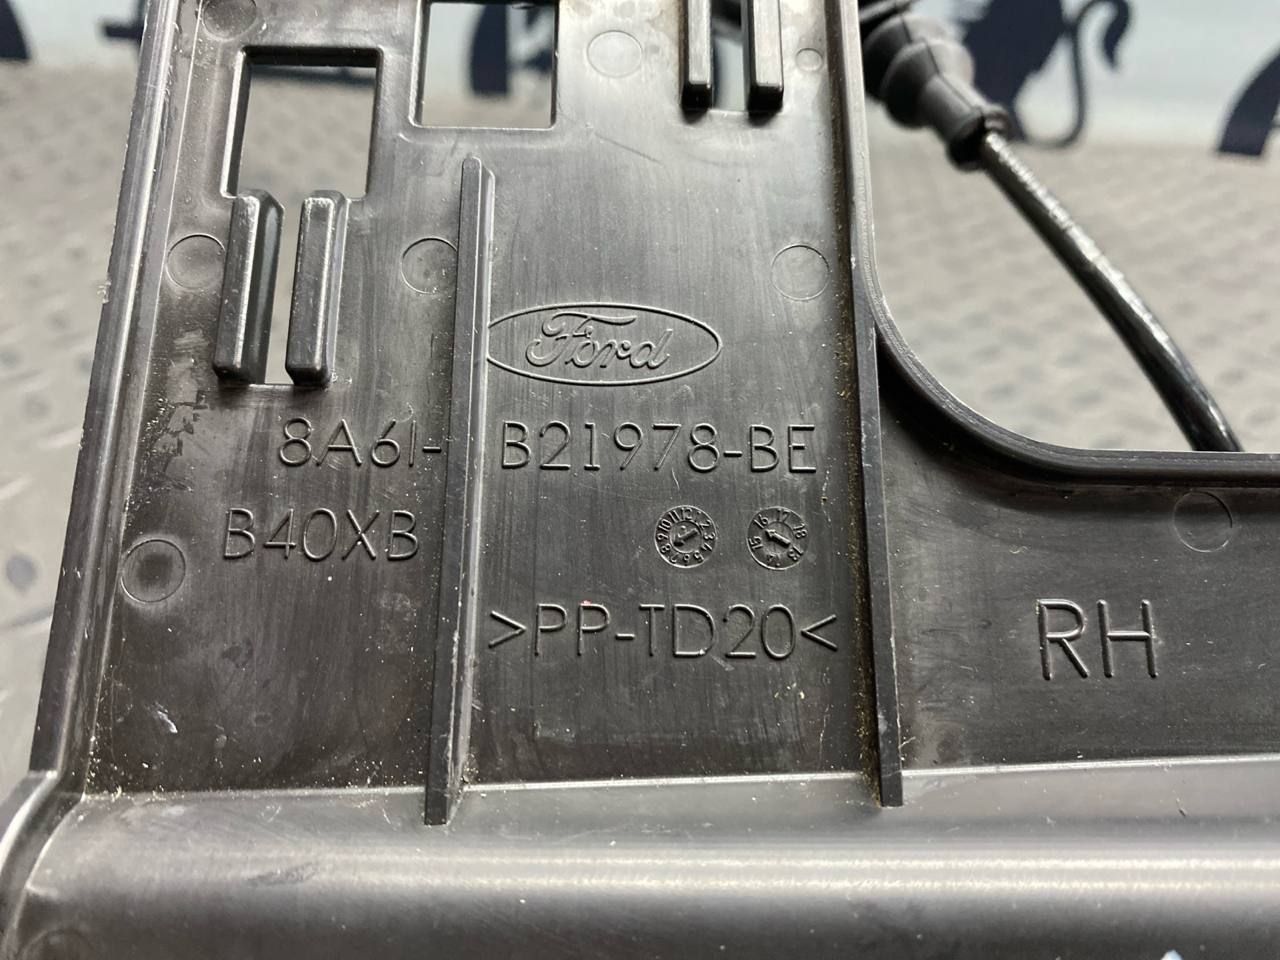 Ford
8A61-B21978-BE
B40XB
>PP-TD20<
RH